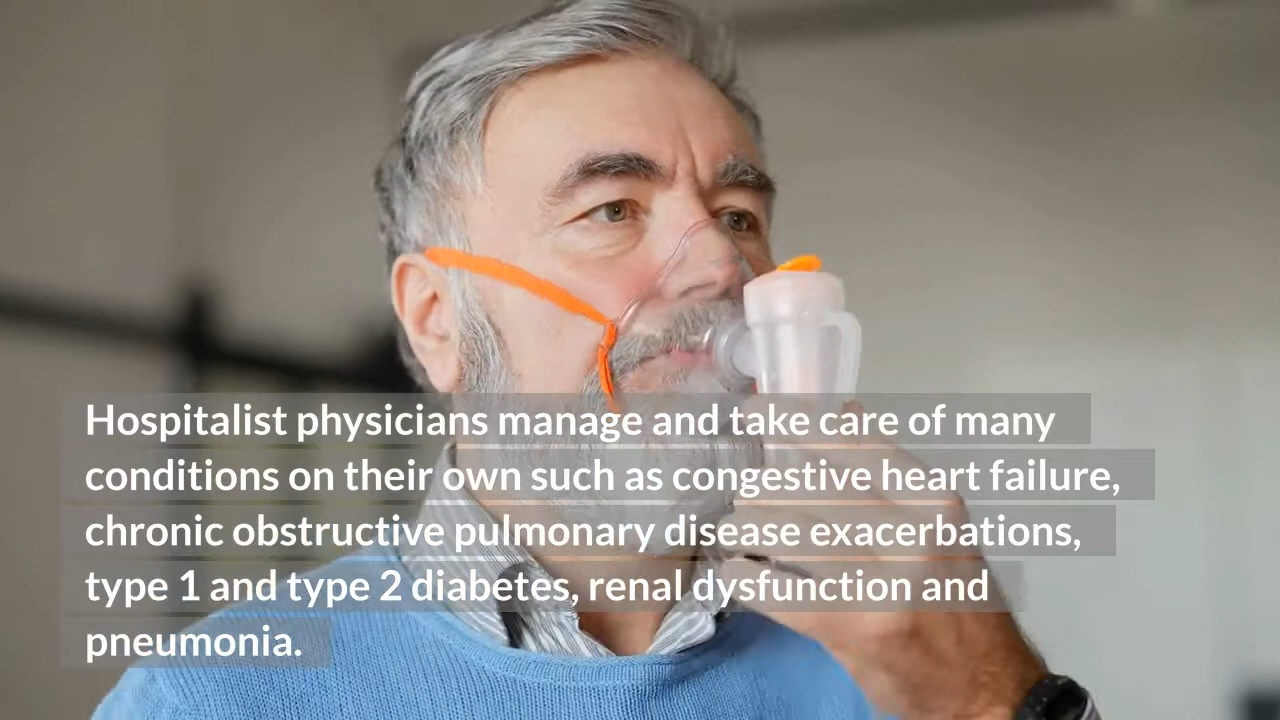 Hospitalist physicians manage and take care of many
conditions on their own such as congestive heart failure,
chronic obstructive pulmonary disease exacerbations,
type 1 and type 2 diabetes, renal dysfunction and
pneumonia.